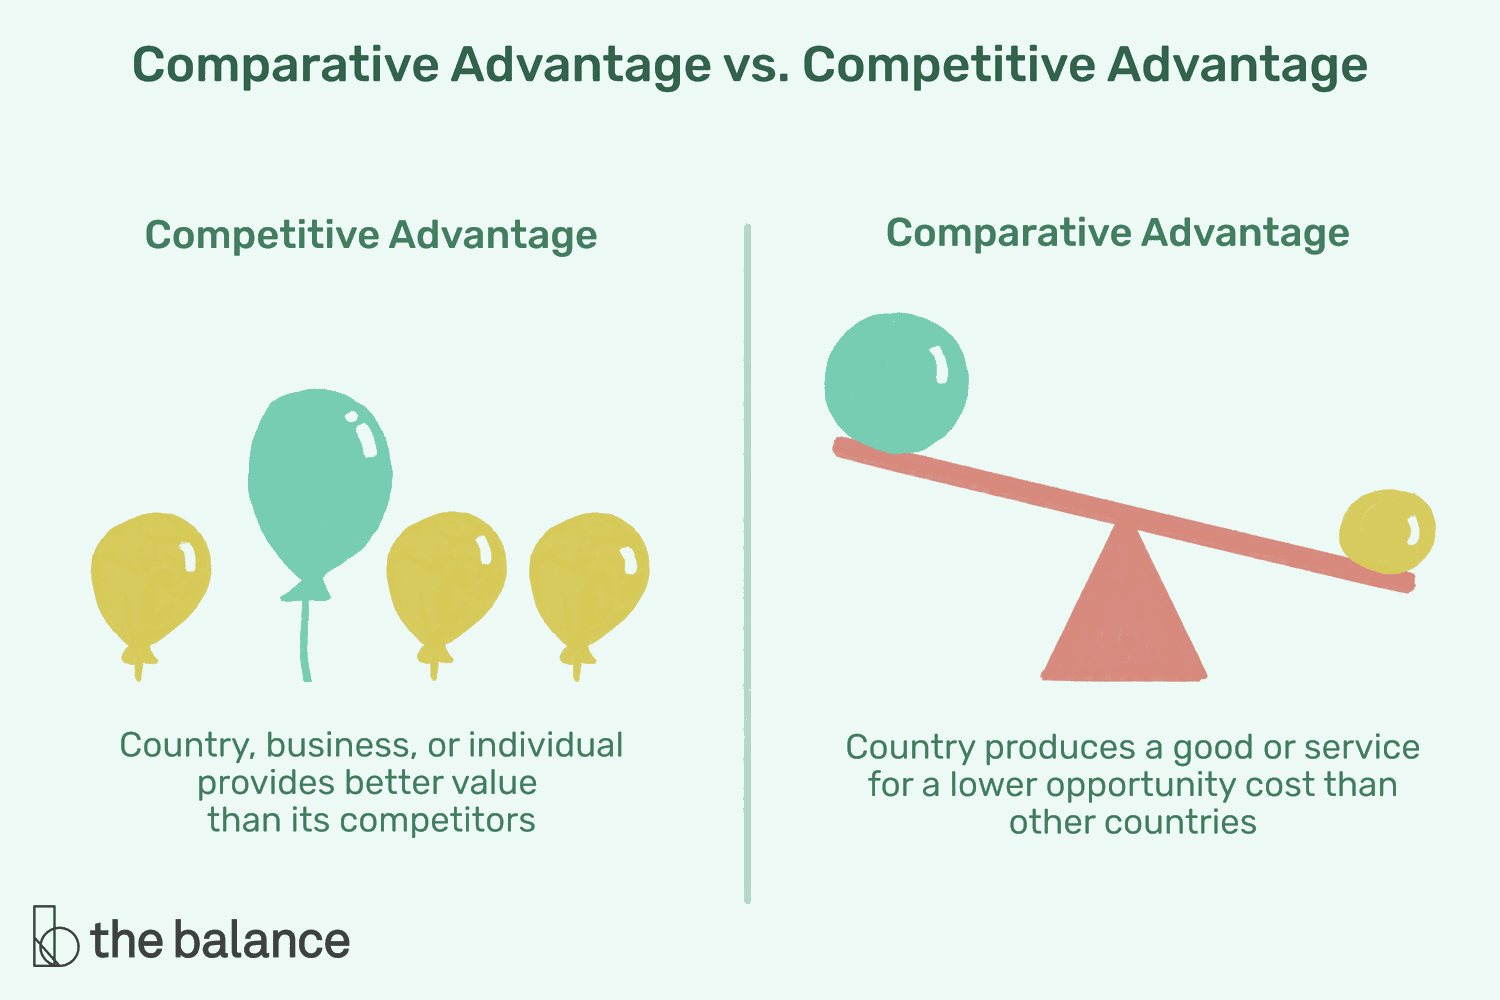 Comparative Advantage vs. Competitive Advantage
Competitive Advantage
Country, business, or individual
provides better value
than its competitors
Comparative Advantage
Country produces a good or service
for a lower opportunity cost than
other countries
the balance